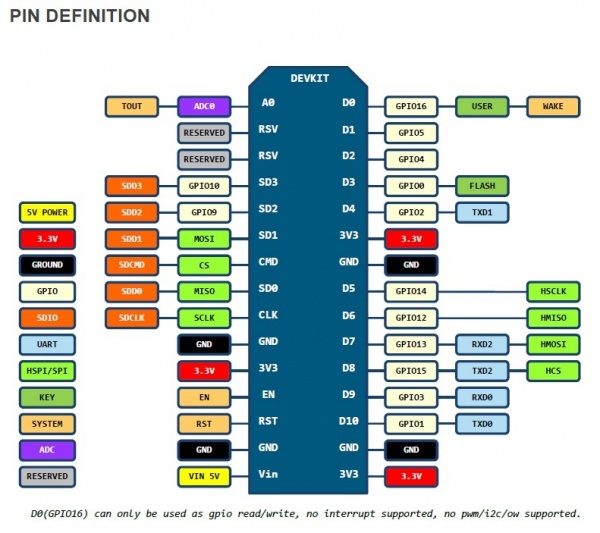 PIN DEFINITION
DEVKIT
TOUT ADC0 A0 D0 GPIO16 USER WAKE
RESERVED RSV D1 GPIO5
RESERVED RSV D2 GPIO4
SDD3 GPIO10 SD3 D3 GPIO0 FLASH
5V POWER SDD2 GPIO9 SD2 D4 GPIO2 TXD1
3.3V SDD1 MOSI SD1 3V3 3.3V
GROUND SDCMD CS CMD GND GND
GPIO SDD0 MISO SD0 D5 GPIO14 HSCLK
SDIO SDCLK SCLK CLK D6 GPIO12 HMISO
UART GND GND D7 GPIO13 RXD2 HMOSI
HSPI/SPI 3.3V 3V3 D8 GPIO15 TXD2 HCS
KEY EN EN D9 GPIO3 RXD0
SYSTEM RST RST D10 GPIO1 TXD0
ADC GND GND GND GND
RESERVED VIN 5V Vin 3V3 3.3V
D0(GPIO16) can only be used as gpio read/write, no interrupt supported, no pwm/i2c/ow supported.